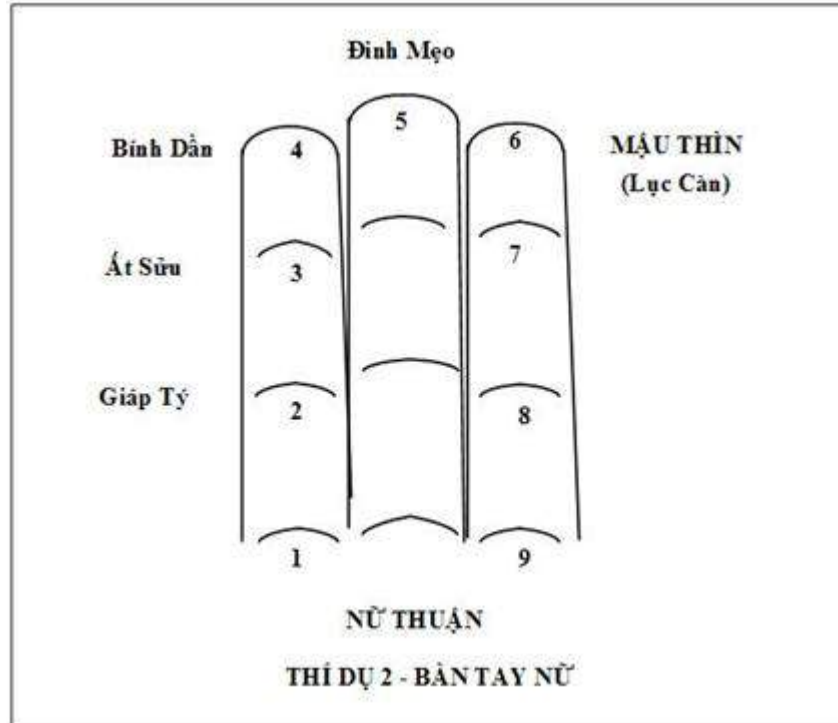 Đinh Mẹo
5
Bính Dần 4 6 MẬU THÌN
(Lục Càn)
Ất Sửu 3 7
Giáp Tý 2 8
1 9
NỮ THUẬN
THÍ DỤ 2 - BÀN TAY NỮ